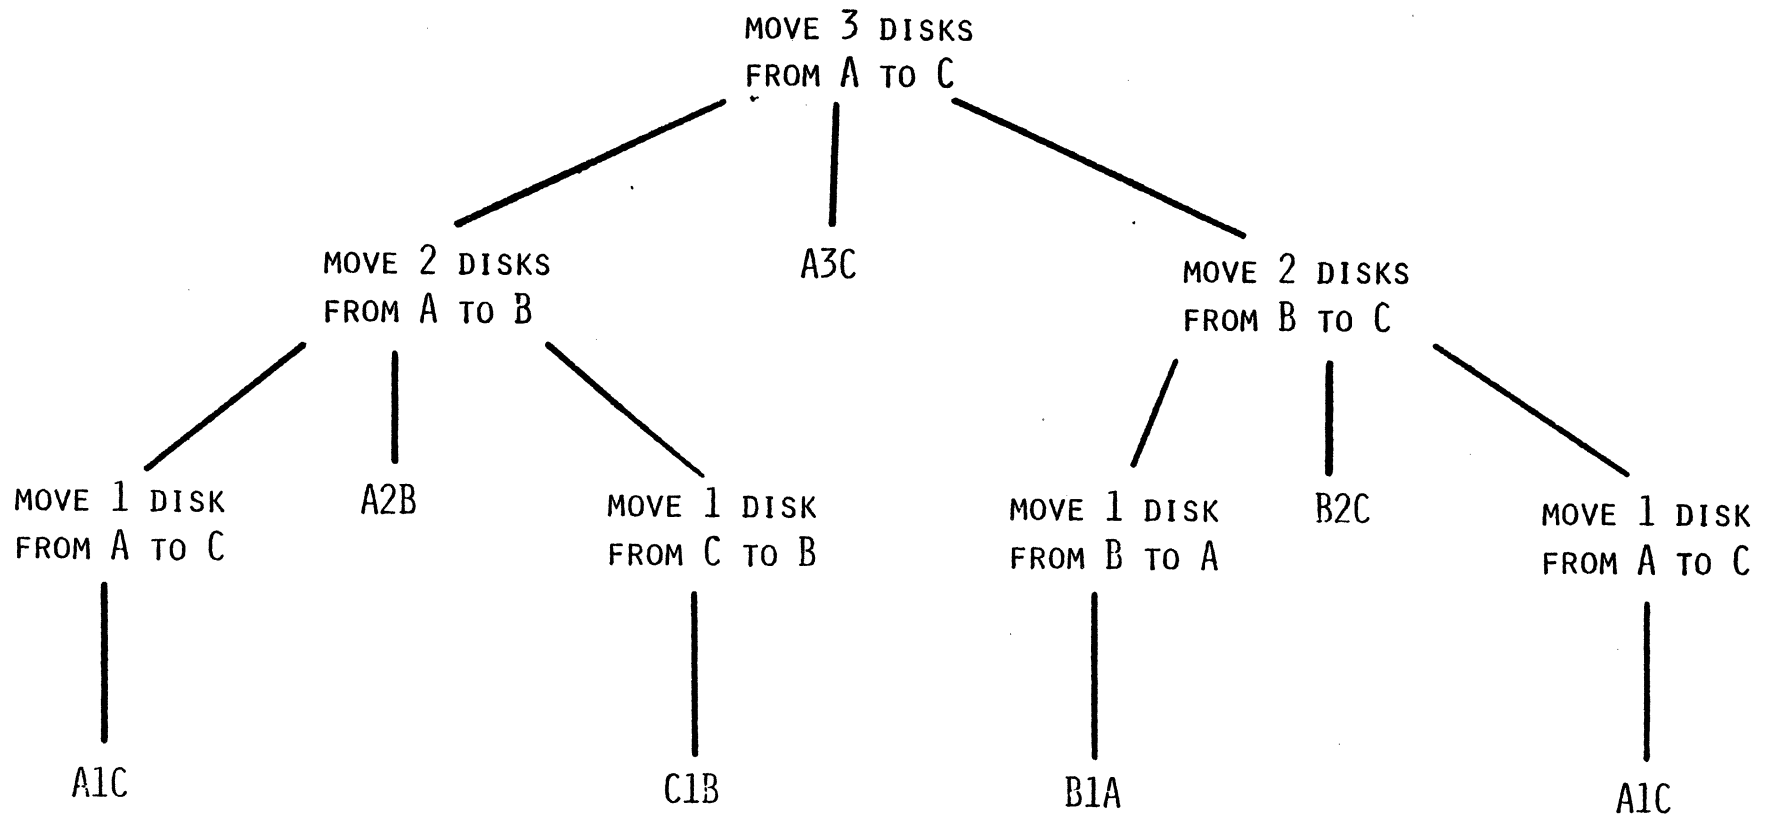 MOVE 3 DISKS
FROM A TO C
MOVE 2 DISKS
FROM A TO B
A3C
MOVE 2 DISKS
FROM B TO C
MOVE 1 DISK
FROM A TO C
A2B
MOVE 1 DISK
FROM C TO B
MOVE 1 DISK
FROM B TO A
B2C
MOVE 1 DISK
FROM A TO C
A1C
C1B
B1A
A1C